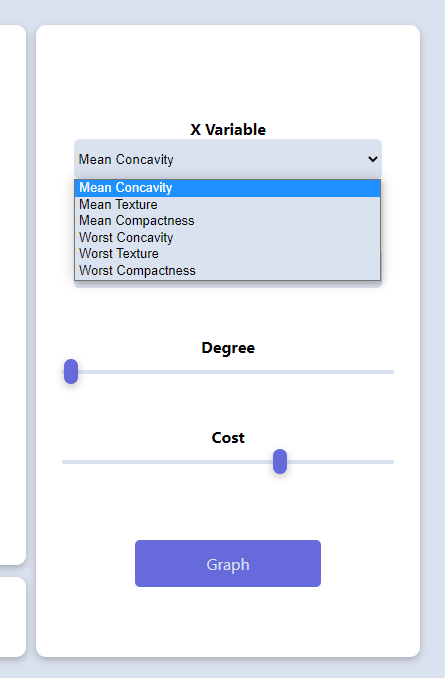 X Variable
Mean Concavity
Mean Concavity
Mean Texture
Mean Compactness
Worst Concavity
Worst Texture
Worst Compactness
Degree
Cost
Graph